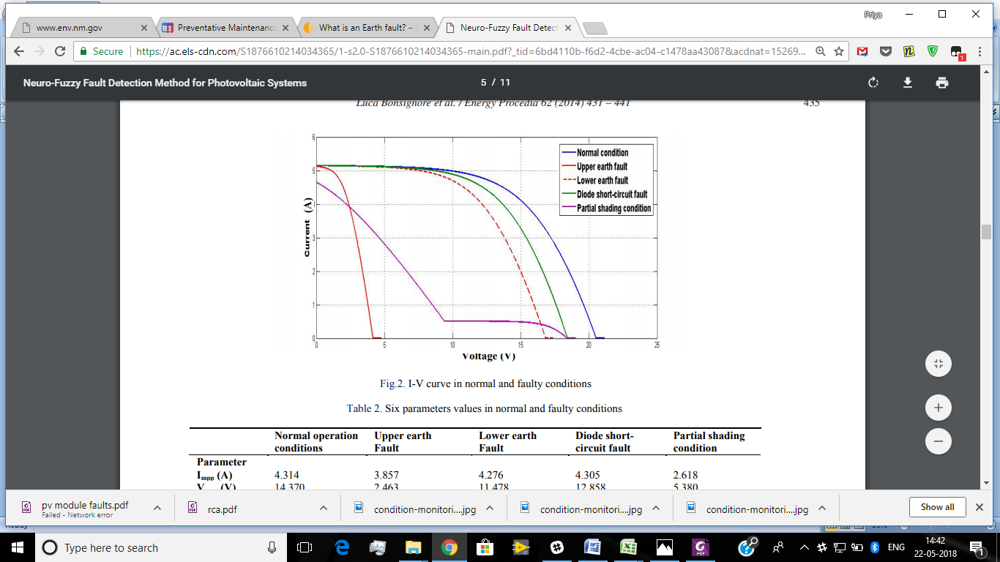 Priya
www.env.nm.gov
Preventative Maintenanc
What is an Earth fault? –
Neuro-Fuzzy Fault Detect
Secure
https://ac.els-cdn.com/S1876610214034365/1-s2.0-S1876610214034365-main.pdf?_tid=6bd4110b-f6d2-4cbe-ac04-c1478aa43087&acdnat=15269...
1
Neuro-Fuzzy Fault Detection Method for Photovoltaic Systems
5 / 11
Luca Bonsignore et al. / Energy Procedia 62 (2014) 431 – 441
435
6
5
4
3
2
1
0
Current (A)
Normal condition
Upper earth fault
Lower earth fault
Diode short-circuit fault
Partial shading condition
0 5 10 15 20 25
Voltage (V)
Fig.2. I-V curve in normal and faulty conditions
Table 2. Six parameters values in normal and faulty conditions
Normal operation conditions
Upper earth Fault
Lower earth Fault
Diode short-circuit fault
Partial shading condition
Parameter
Impp (A) 4.314 3.857 4.276 4.305 2.618
14.370 2.463 11.478 12.858 5.380
pv module faults.pdf
Failed - Network error
rca.pdf
condition-monitori....jpg
condition-monitori....jpg
condition-monitori....jpg
Show all
Type here to search
ENG
14:42
22-05-2018
1